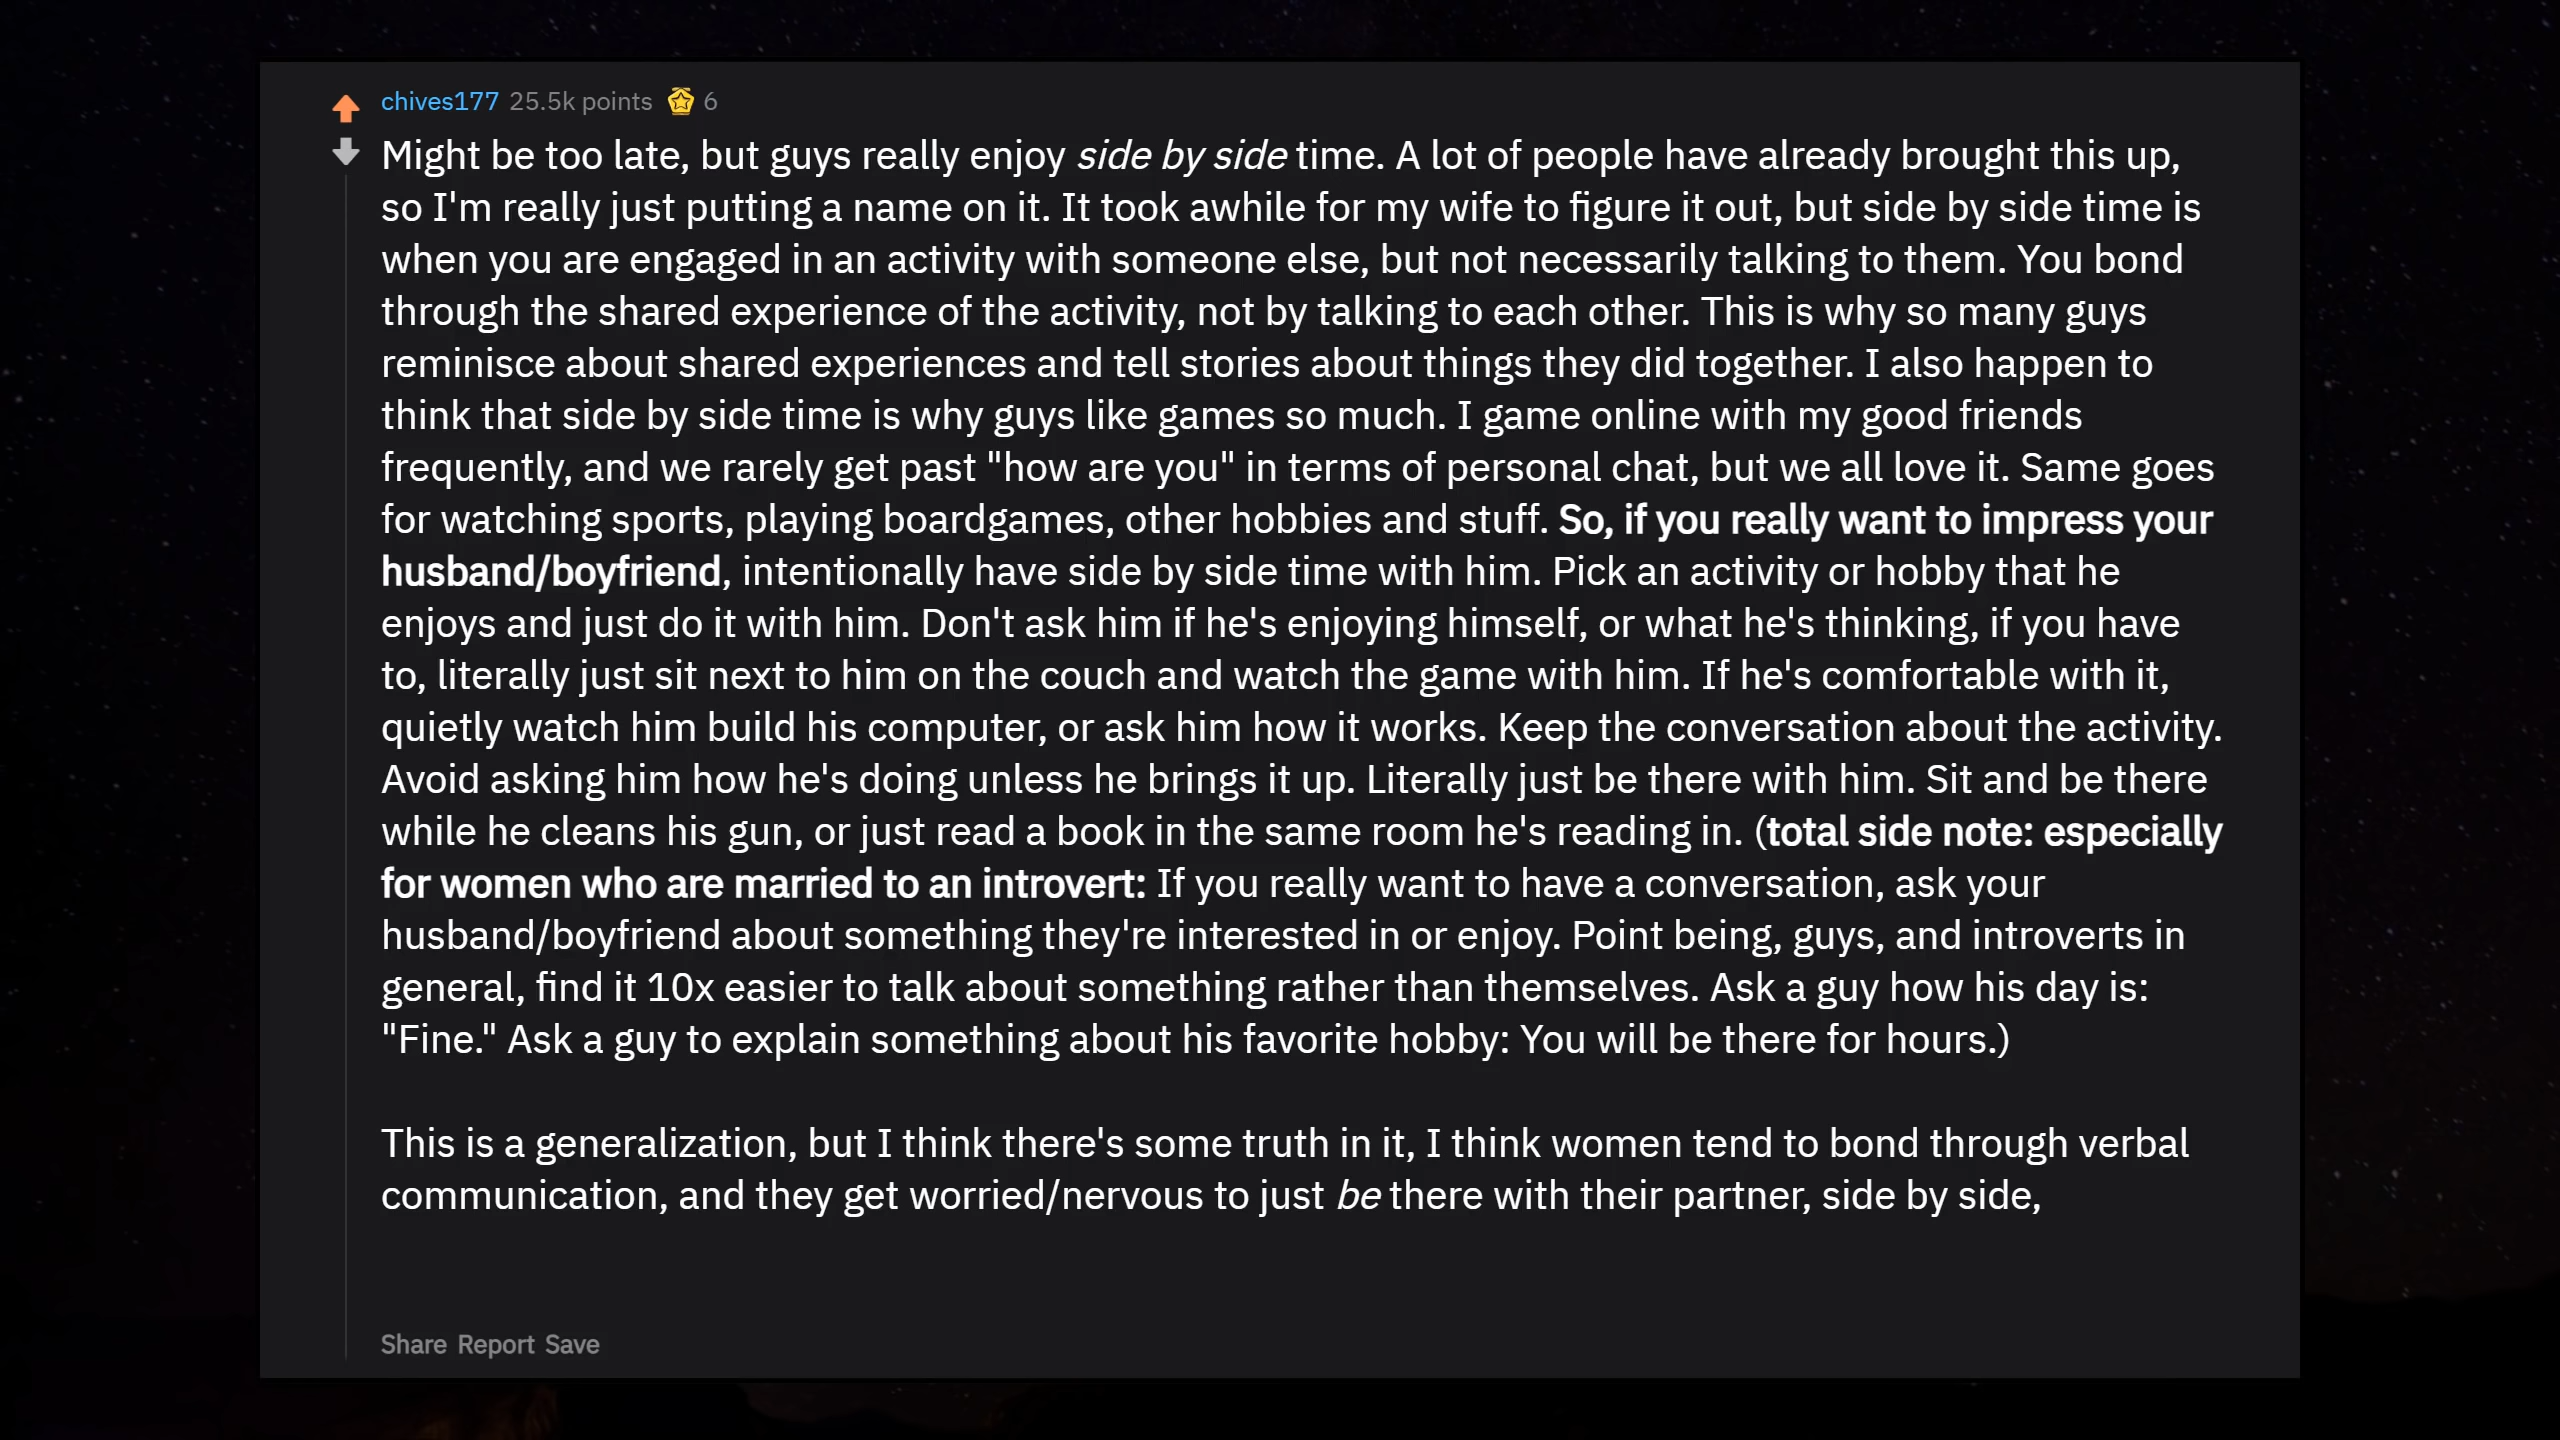 chives177 25.5k points 6
Might be too late, but guys really enjoy side by side time. A lot of people have already brought this up,
so I'm really just putting a name on it. It took awhile for my wife to figure it out, but side by side time is
when you are engaged in an activity with someone else, but not necessarily talking to them. You bond
through the shared experience of the activity, not by talking to each other. This is why so many guys
reminisce about shared experiences and tell stories about things they did together. I also happen to
think that side by side time is why guys like games so much. I game online with my good friends
frequently, and we rarely get past "how are you" in terms of personal chat, but we all love it. Same goes
for watching sports, playing boardgames, other hobbies and stuff. So, if you really want to impress your
husband/boyfriend, intentionally have side by side time with him. Pick an activity or hobby that he
enjoys and just do it with him. Don't ask him if he's enjoying himself, or what he's thinking, if you have
to, literally just sit next to him on the couch and watch the game with him. If he's comfortable with it,
quietly watch him build his computer, or ask him how it works. Keep the conversation about the activity.
Avoid asking him how he's doing unless he brings it up. Literally just be there with him. Sit and be there
while he cleans his gun, or just read a book in the same room he's reading in. (total side note: especially
for women who are married to an introvert: If you really want to have a conversation, ask your
husband/boyfriend about something they're interested in or enjoy. Point being, guys, and introverts in
general, find it 10x easier to talk about something rather than themselves. Ask a guy how his day is:
"Fine." Ask a guy to explain something about his favorite hobby: You will be there for hours.)
This is a generalization, but I think there's some truth in it, I think women tend to bond through verbal
communication, and they get worried/nervous to just be there with their partner, side by side,
Share Report Save